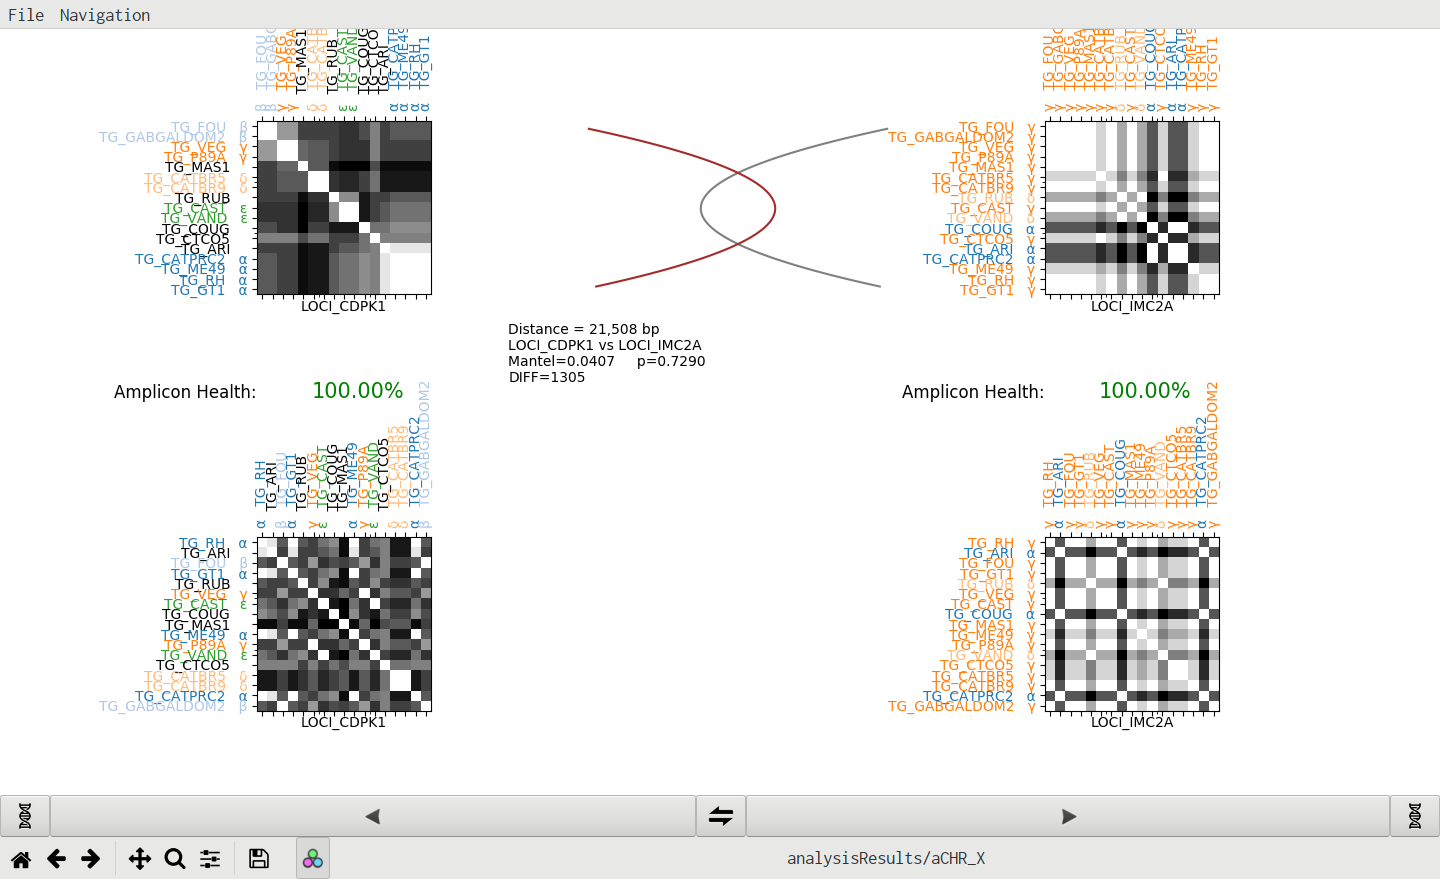 File Navigation
TG_FOU β
TG_GABGALDOM2 β
TG_VEG γ
TG_P89A γ
TG_MAS1
TG_CATBR5 δ
TG_CATBR9 δ
TG_RUB
TG_CAST ε
TG_VAND ε
TG_COUG
TG_CTCO5
TG_ARI
TG_CATPRC2 α
TG_ME49 α
TG_RH α
TG_GT1 α
LOCI_CDPK1
TG_FOU γ
TG_GABGALDOM2 γ
TG_VEG γ
TG_P89A γ
TG_MAS1 γ
TG_CATBR5 γ
TG_CATBR9 γ
TG_RUB δ
TG_CAST γ
TG_VAND δ
TG_COUG α
TG_CTCO5 γ
TG_ARI α
TG_CATPRC2 α
TG_ME49 γ
TG_RH γ
TG_GT1 γ
LOCI_IMC2A
Distance = 21,508 bp
LOCI_CDPK1 vs LOCI_IMC2A
Mantel=0.0407 p=0.7290
DIFF=1305
Amplicon Health: 100.00%
Amplicon Health: 100.00%
TG_RH α
TG_ARI
TG_FOU β
TG_GT1 α
TG_RUB
TG_VEG γ
TG_CAST ε
TG_COUG
TG_MAS1
TG_ME49 α
TG_P89A γ
TG_VAND ε
TG_CTCO5
TG_CATBR5 δ
TG_CATBR9 δ
TG_CATPRC2 α
TG_GABGALDOM2 β
LOCI_CDPK1
TG_RH γ
TG_ARI α
TG_FOU γ
TG_GT1 γ
TG_RUB δ
TG_VEG γ
TG_CAST γ
TG_COUG α
TG_MAS1 γ
TG_ME49 γ
TG_P89A γ
TG_VAND δ
TG_CTCO5 γ
TG_CATBR5 γ
TG_CATBR9 γ
TG_CATPRC2 α
TG_GABGALDOM2 γ
LOCI_IMC2A
analysisResults/aCHR_X